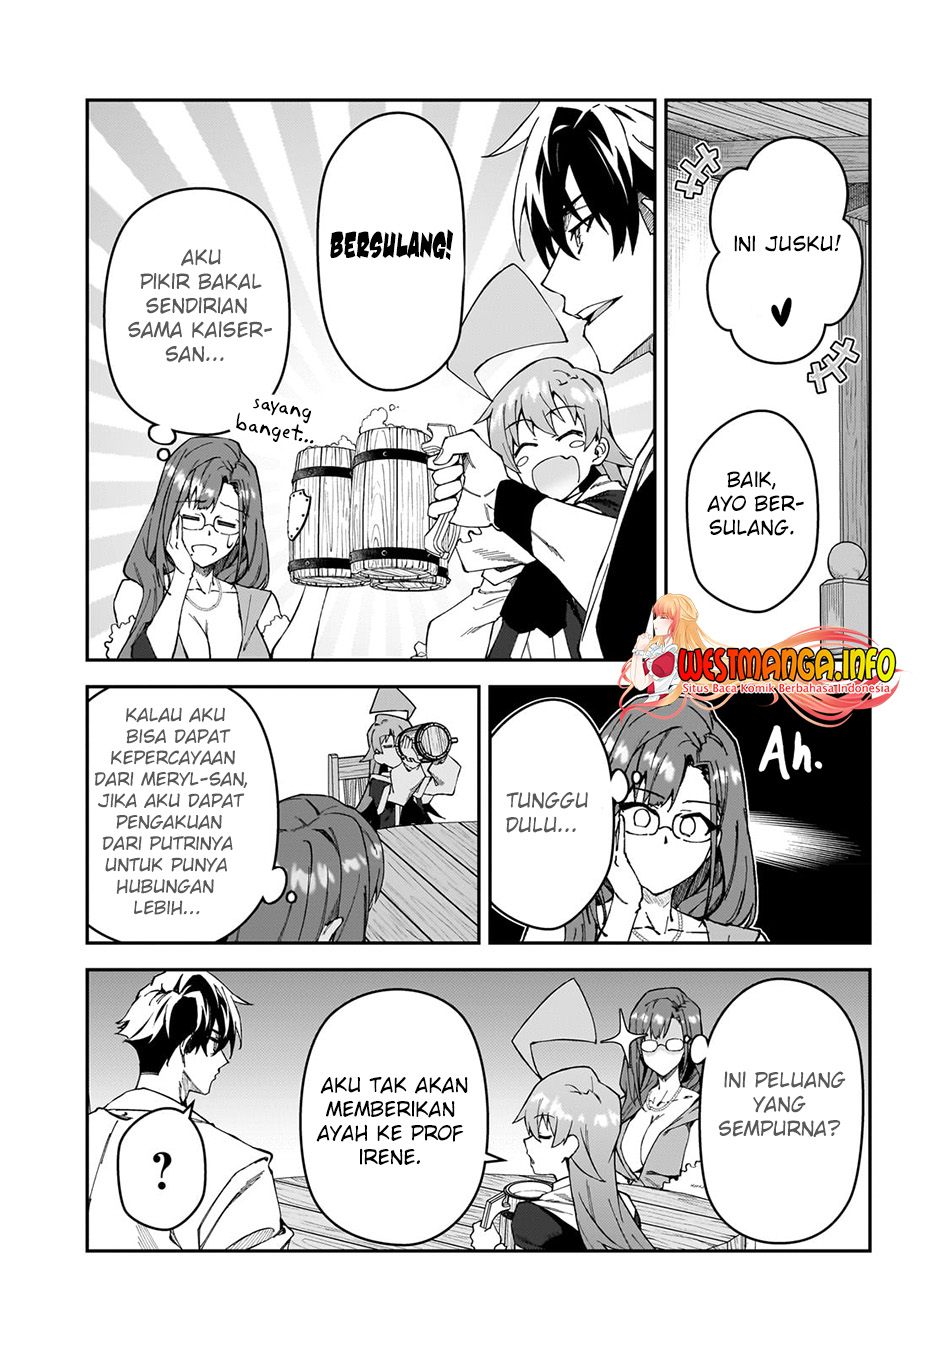 INI JUSKU!
BAIK,
AYO BER-
SULANG.
BERSULANG!
AKU
PIKIR BAKAL
SENDIRIAN
SAMA KAISER-
SAN...
sayang
banget...
WESTMANGA.INFO
Situs Baca Komik Berbahasa Indonesia
Ah.
TUNGGU
DULU...
KALAU AKU
BISA DAPAT
KEPERCAYAAN
DARI MERYL-SAN,
JIKA AKU DAPAT
PENGAKUAN
DARI PUTRINYA
UNTUK PUNYA
HUBUNGAN
LEBIH...
INI PELUANG
YANG
SEMPURNA?
AKU TAK AKAN
MEMBERIKAN
AYAH KE PROF
IRENE.
?